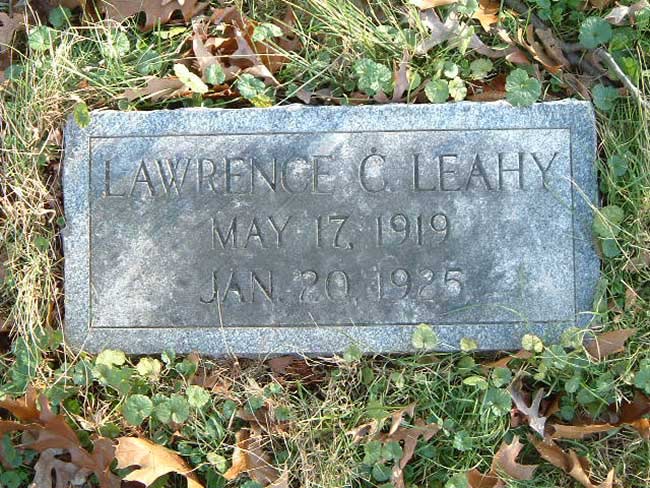 LAWRENCE C. LEAHY
MAY 17, 1919
JAN. 20, 1925